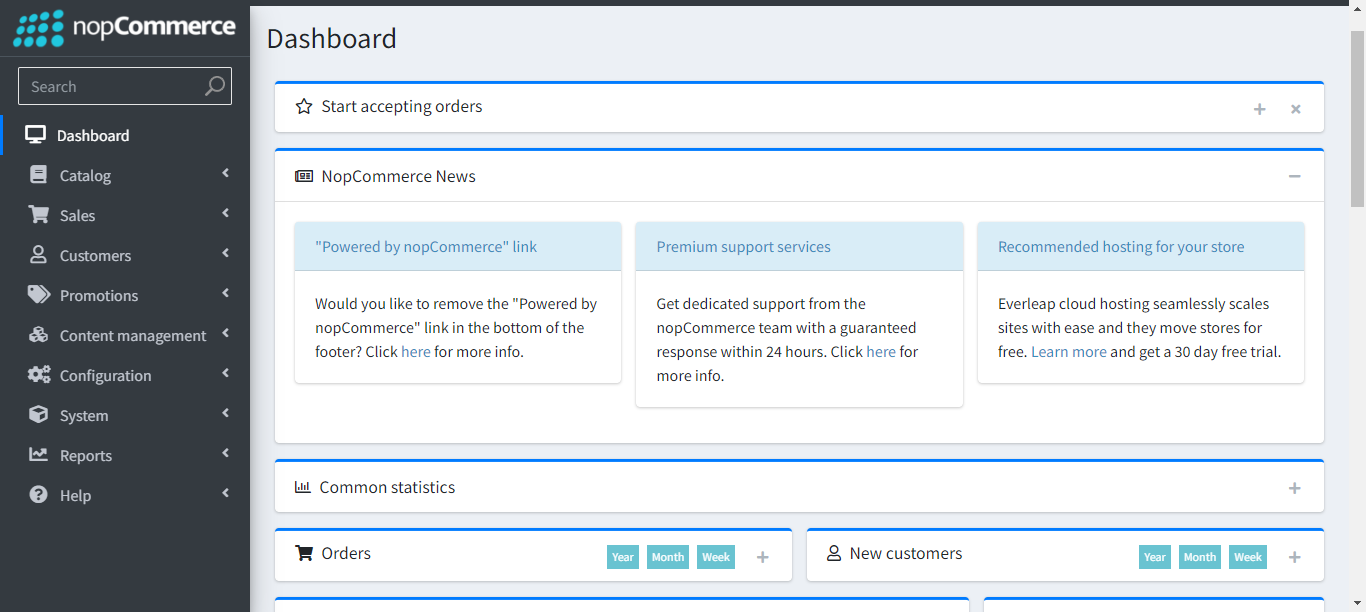 nopCommerce
Search
Dashboard
Catalog
Sales
Customers
Promotions
Content management
Configuration
System
Reports
Help
Dashboard
Start accepting orders
NopCommerce News
"Powered by nopCommerce" link
Would you like to remove the "Powered by
nopCommerce" link in the bottom of the
footer? Click here for more info.
Premium support services
Get dedicated support from the
nopCommerce team with a guaranteed
response within 24 hours. Click here for
more info.
Recommended hosting for your store
Everleap cloud hosting seamlessly scales
sites with ease and they move stores for
free. Learn more and get a 30 day free trial.
Common statistics
Orders Year Month Week
New customers Year Month Week